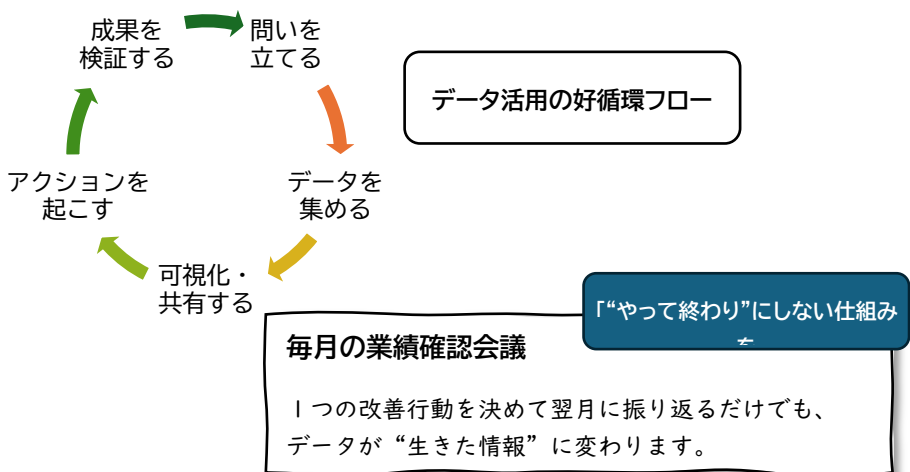 成果を
検証する
問いを
立てる
データ活用の好循環フロー
アクションを
起こす
データを
集める
可視化・
共有する
「“やって終わり”にしない仕組み
を
毎月の業績確認会議
1つの改善行動を決めて翌月に振り返るだけでも、
データが“生きた情報”に変わります。